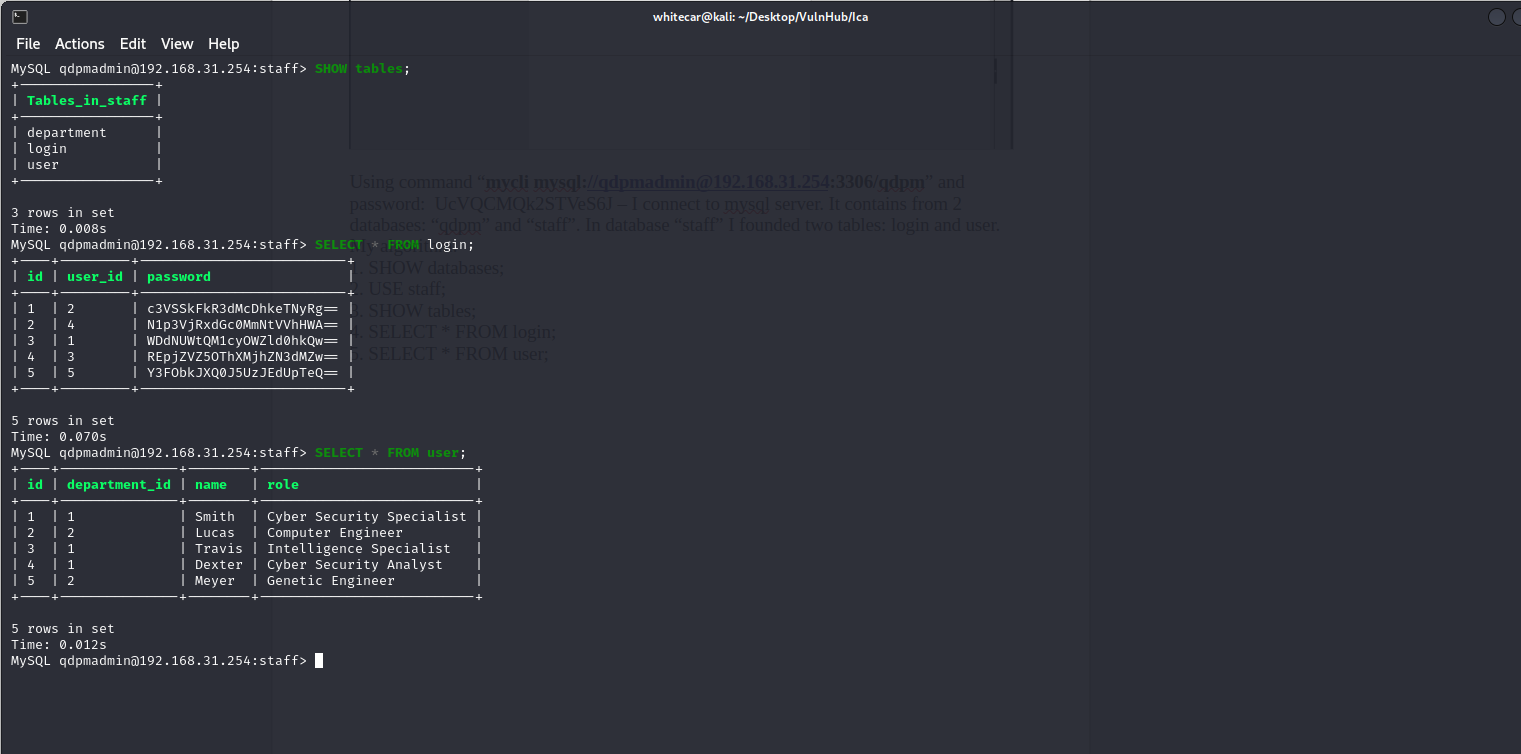 whitecar@kali: ~/Desktop/VulnHub/Ica
File Actions Edit View Help
MySQL qdpmadmin@192.168.31.254:staff> SHOW tables;
+-----------------+
| Tables_in_staff |
+-----------------+
| department      |
| login           |
| user            |
+-----------------+
3 rows in set
Time: 0.008s
MySQL qdpmadmin@192.168.31.254:staff> SELECT * FROM login;
+----+---------+--------------------------+
| id | user_id | password                 |
+----+---------+--------------------------+
| 1  | 2       | c3VSSkFkR3dMcDhkeTNyRg== |
| 2  | 4       | N1p3VjRxdGc0MmNtVVhHWA== |
| 3  | 1       | WDdNUWtQM1cyOWZld0hkQw== |
| 4  | 3       | REpjZVZ5OThXMjhZN3dMZw== |
| 5  | 5       | Y3FObkJXQ0J5UzJEdUpTeQ== |
+----+---------+--------------------------+
5 rows in set
Time: 0.070s
MySQL qdpmadmin@192.168.31.254:staff> SELECT * FROM user;
+----+---------------+--------+---------------------------+
| id | department_id | name   | role                      |
+----+---------------+--------+---------------------------+
| 1  | 1             | Smith  | Cyber Security Specialist |
| 2  | 2             | Lucas  | Computer Engineer         |
| 3  | 1             | Travis | Intelligence Specialist   |
| 4  | 1             | Dexter | Cyber Security Analyst    |
| 5  | 2             | Meyer  | Genetic Engineer          |
+----+---------------+--------+---------------------------+
5 rows in set
Time: 0.012s
MySQL qdpmadmin@192.168.31.254:staff>
Using command “mycli mysql://qdpmadmin@192.168.31.254:3306/qdpm” and
password: UcVQCMQk2STVeS6J – I connect to mysql server. It contains from 2
databases: “qdpm” and “staff”. In database “staff” I founded two tables: login and user.
1. SHOW databases;
2. USE staff;
3. SHOW tables;
4. SELECT * FROM login;
5. SELECT * FROM user;